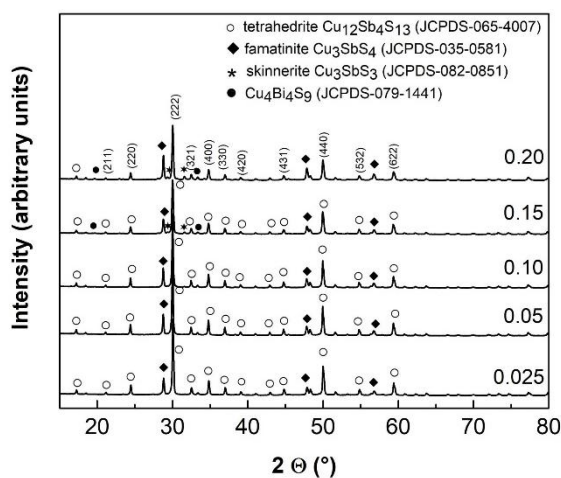 ○ tetrahedrite Cu12Sb4S13 (JCPDS-065-4007)
◆ famatinite Cu3SbS4 (JCPDS-035-0581)
* skinnerite Cu3SbS3 (JCPDS-082-0851)
● Cu4Bi4S9 (JCPDS-079-1441)
Intensity (arbitrary units)
(211)
(220)
(222)
(321)
(400)
(330)
(420)
(431)
(440)
(532)
(622)
0.20
0.15
0.10
0.05
0.025
20 30 40 50 60 70 80
2 Θ (°)